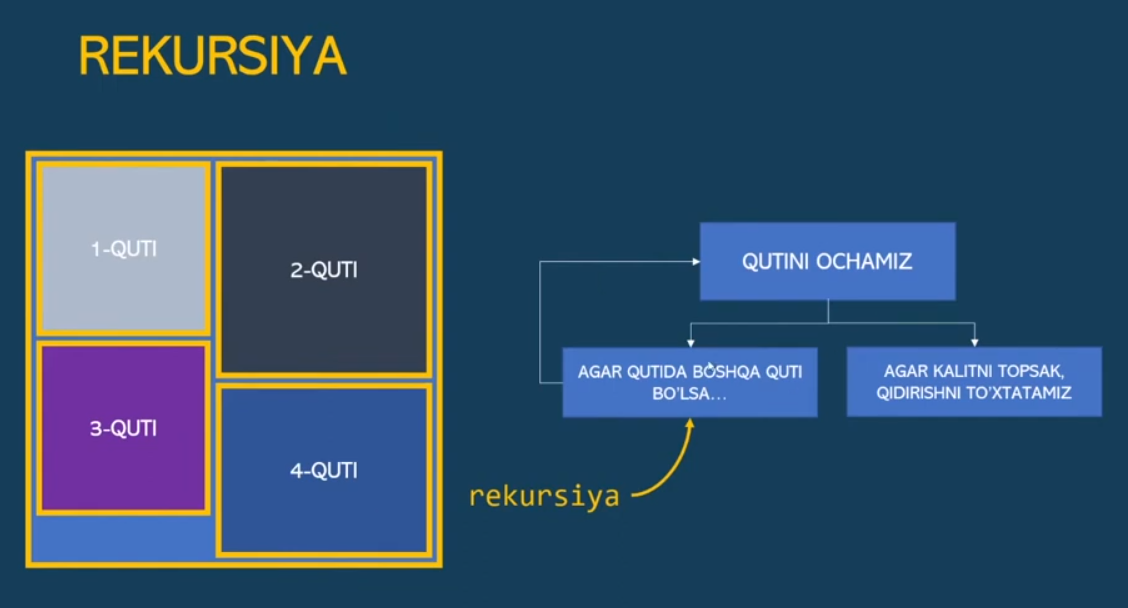 REKURSIYA
1-QUTI
2-QUTI
3-QUTI
4-QUTI
QUTINI OCHAMIZ
AGAR QUTIDA BOSHQA QUTI
BO'LSA...
AGAR KALITNI TOPSAK,
QIDIRISHNI TO'XTATAMIZ
rekursiya